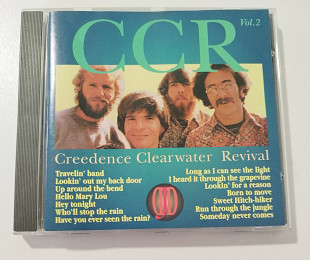 CCR
Vol.2
Creedence Clearwater Revival
Travelin' band
Lookin' out my back door
Up around the bend
Hello Mary Lou
Hey tonight
Who'll stop the rain
Have you ever seen the rain?
Long as I can see the light
I heard it through the grapevine
Lookin' for a reason
Born to move
Sweet Hitch-hiker
Run through the jungle
Someday never comes